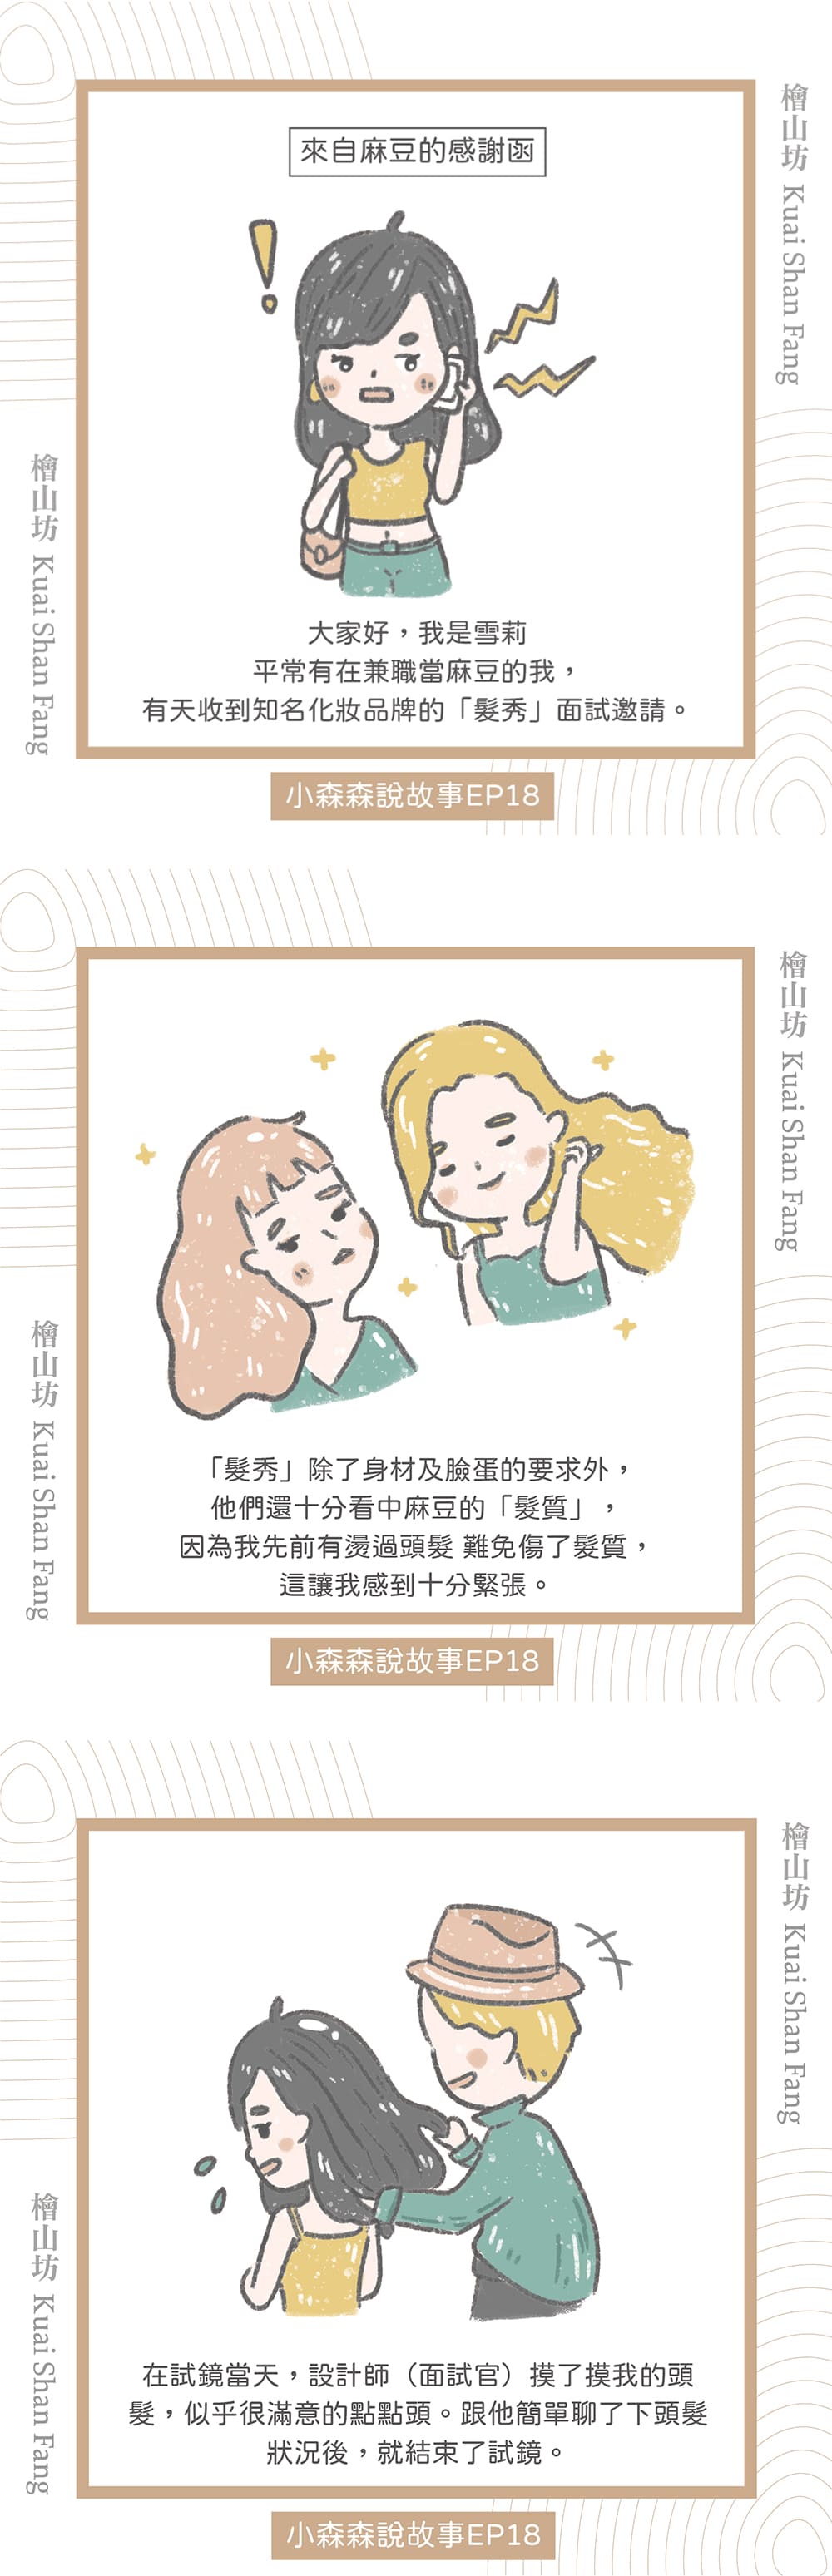 檜山坊 Kuai Shan Fang
來自麻豆的感謝函
檜山坊 Kuai Shan Fang
大家好，我是雪莉
平常有在兼職當麻豆的我，
有天收到知名化妝品牌的「髮秀」面試邀請。
小森森說故事EP18
檜山坊 Kuai Shan Fang
檜山坊 Kuai Shan Fang
「髮秀」除了身材及臉蛋的要求外，
他們還十分看中麻豆的「髮質」，
因為我先前有燙過頭髮 難免傷了髮質，
這讓我感到十分緊張。
小森森說故事EP18
檜山坊 Kuai Shan Fang
檜山坊 Kuai Shan Fang
在試鏡當天，設計師（面試官）摸了摸我的頭
髮，似乎很滿意的點點頭。跟他簡單聊了下頭髮
狀況後，就結束了試鏡。
小森森說故事EP18